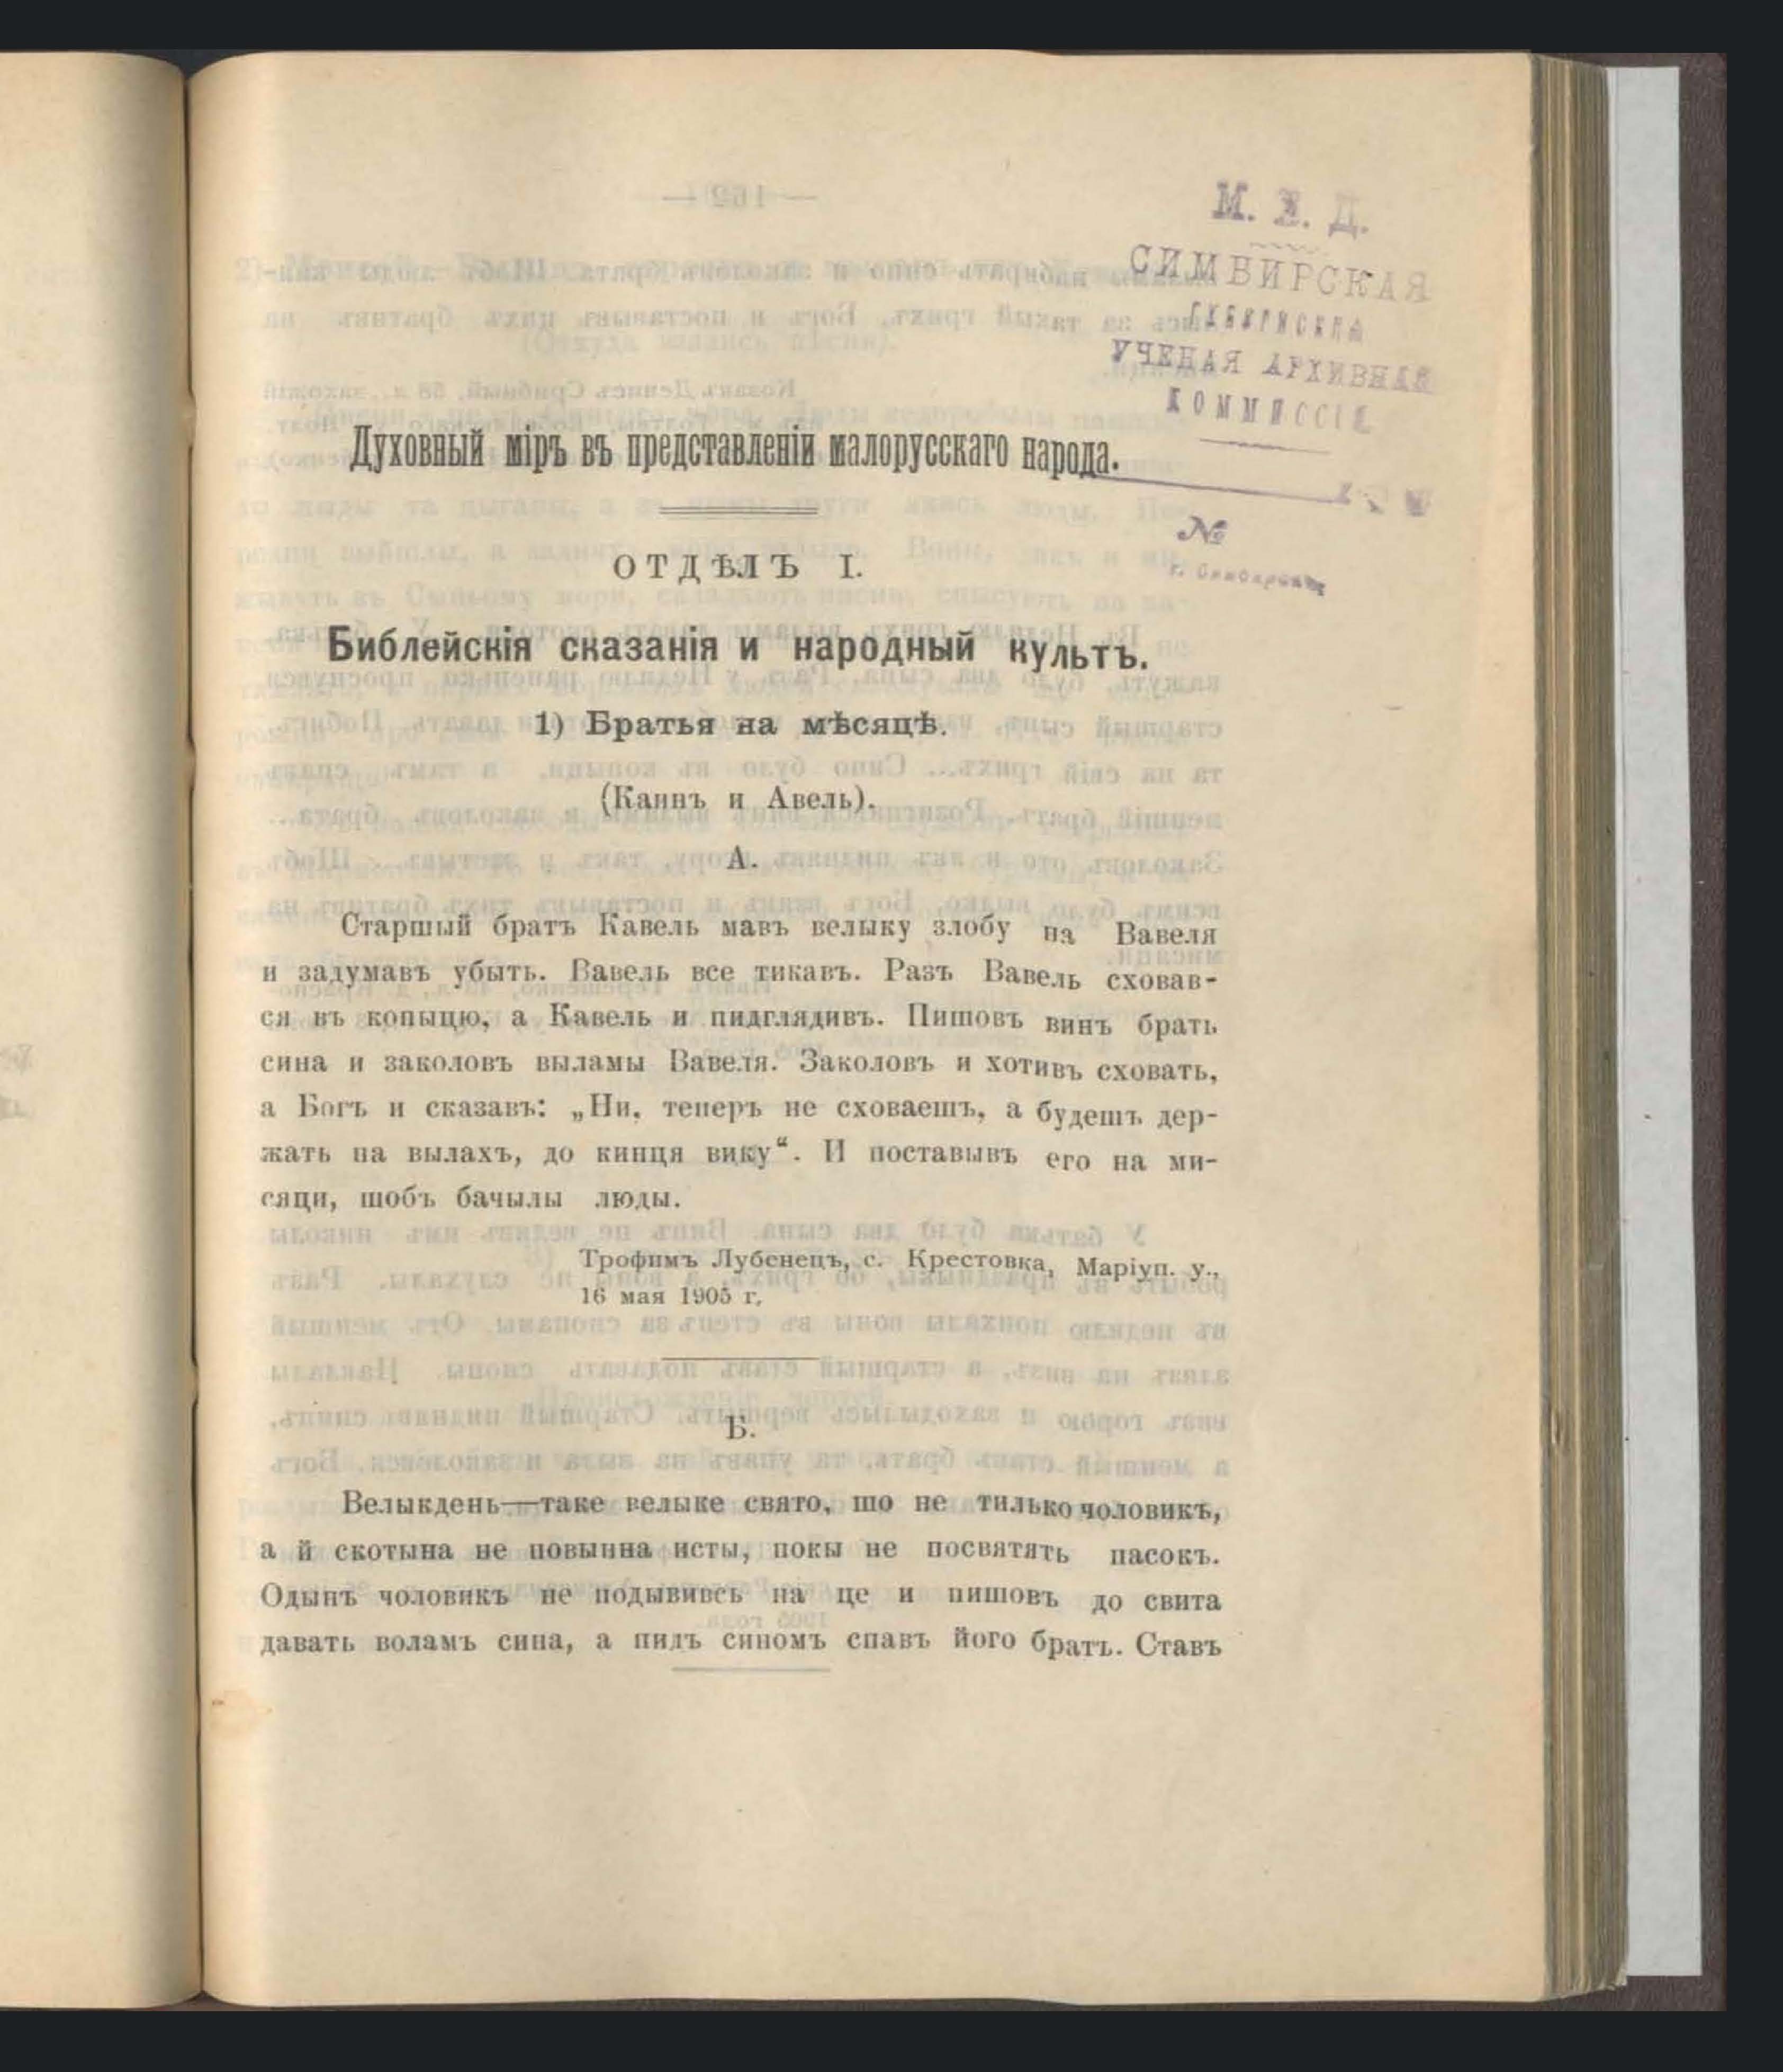 М. Е. Д.
СИМБИРСКАЯ
ГУБЕРНСКАЯ
УЧЕНАЯ АРХИВНАЯ
КОММИССІЯ
№
Духовный міръ въ представленіи малорусскаго народа.
ОТДѢЛЪ I.
Библейскія сказанія и народный культъ.
1) Братья на мѣсяцѣ.
(Каинъ и Авель).
А.
Старшый братъ Кавель мавъ велыку злобу на Вавеля
и задумавъ убыть. Вавель все тикавъ. Разъ Вавель сховав-
ся въ копыцю, а Кавель и пидглядивъ. Пишовъ винъ брать
сина и заколовъ выламы Вавеля. Заколовъ и хотивъ сховать,
а Богъ и сказавъ: „Ни, теперъ не сховаешъ, а будешъ дер-
жать на вылахъ, до кинця вику“. И поставывъ его на ми-
сяци, шобъ бачылы люды.
Трофимъ Лубенецъ, с. Крестовка, Маріуп. у.,
16 мая 1905 г.
Б.
Велыкдень—таке велыке свято, шо не тилько чоловикъ,
а й скотына не повынна исты, покы не посвятять пасокъ.
Одынъ чоловикъ не подывивсь на це и пишовъ до свита
давать воламъ сина, а пидъ сином​ъ спавъ його братъ. Ставъ